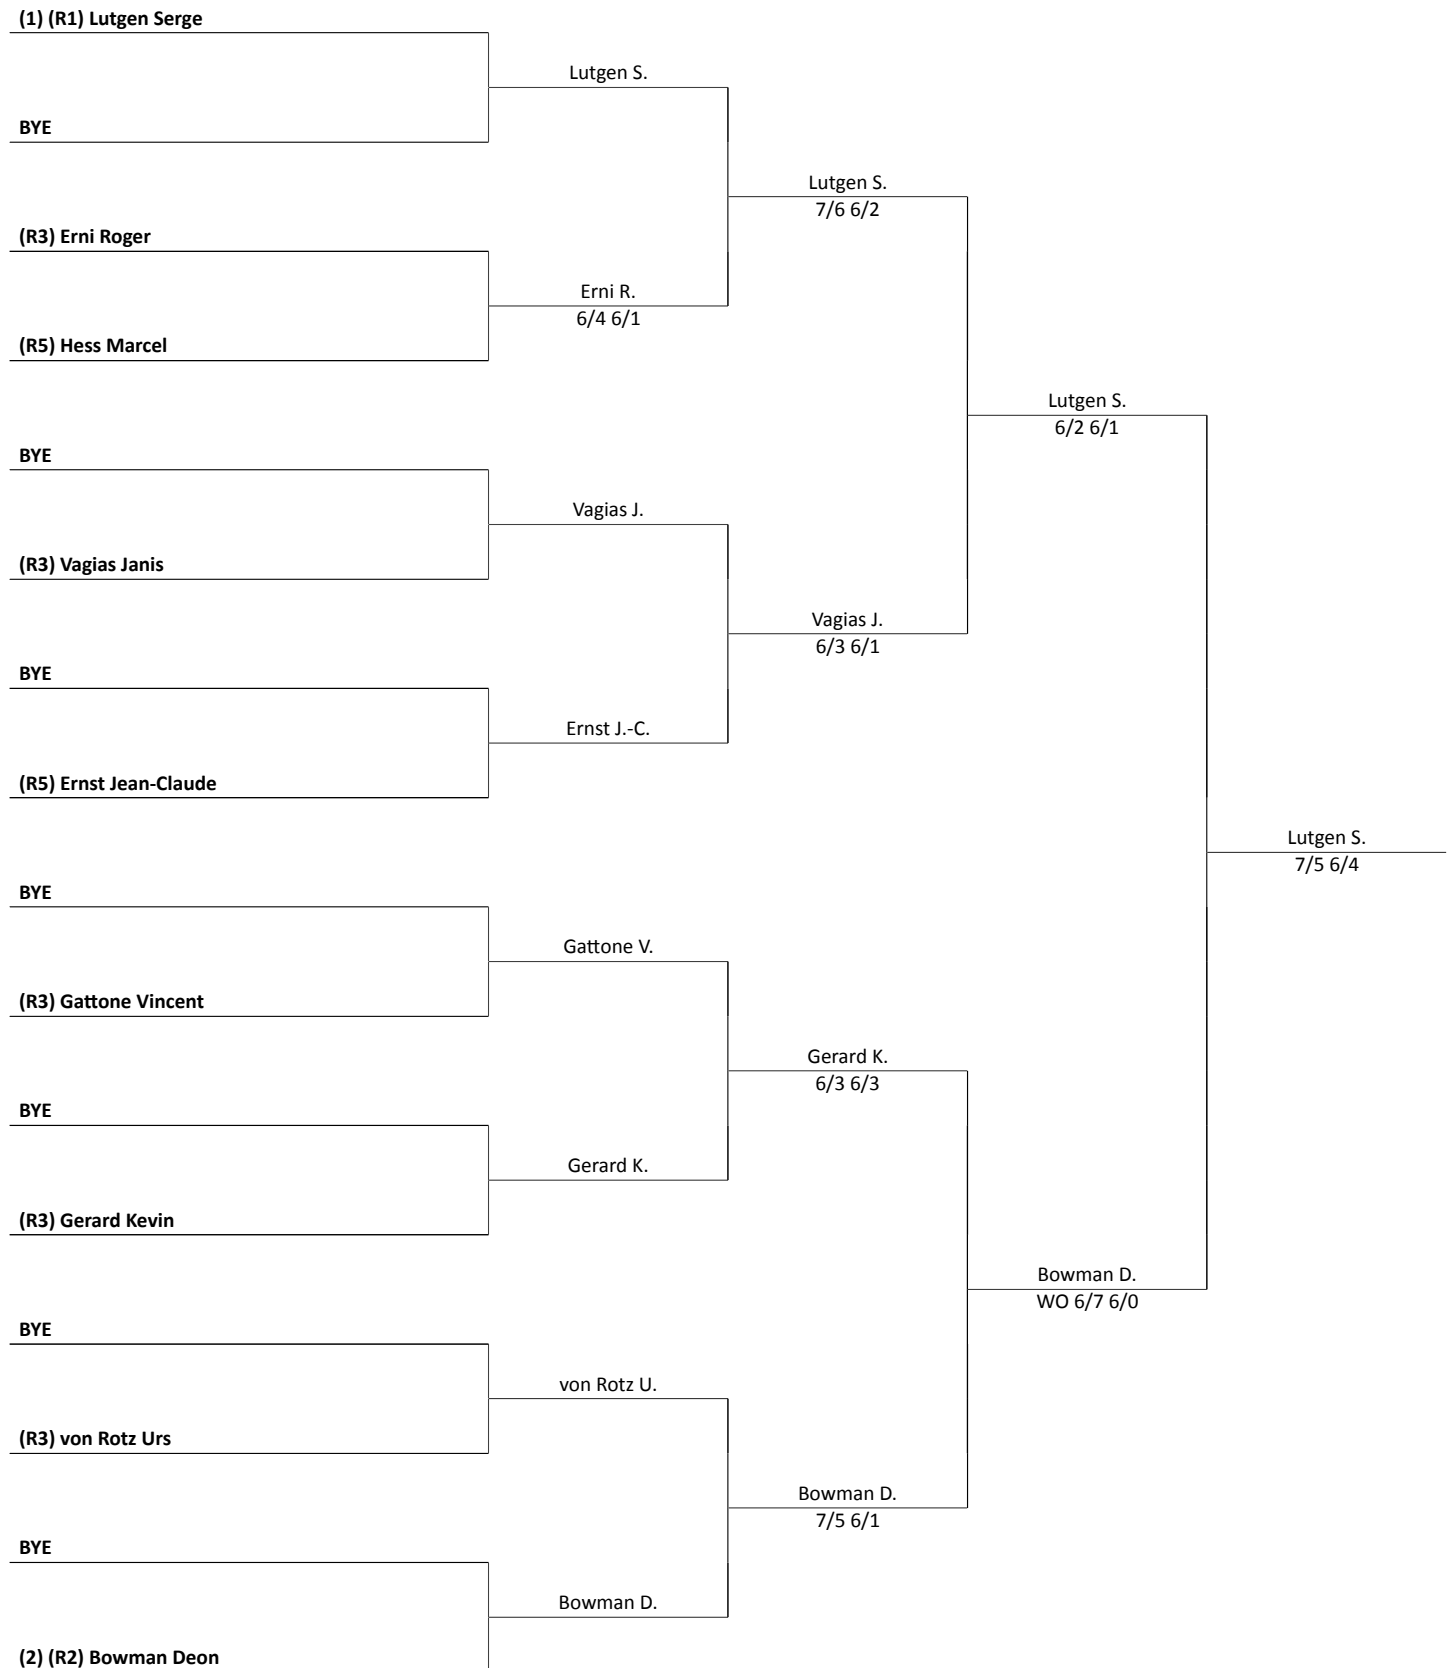 (1) (R1) Lutgen Serge
Lutgen S.
BYE
Lutgen S.
7/6 6/2
(R3) Erni Roger
Erni R.
6/4 6/1
(R5) Hess Marcel
Lutgen S.
6/2 6/1
BYE
Vagias J.
(R3) Vagias Janis
Vagias J.
6/3 6/1
BYE
Ernst J.-C.
(R5) Ernst Jean-Claude
Lutgen S.
7/5 6/4
BYE
Gattone V.
(R3) Gattone Vincent
Gerard K.
6/3 6/3
BYE
Gerard K.
(R3) Gerard Kevin
Bowman D.
WO 6/7 6/0
BYE
von Rotz U.
(R3) von Rotz Urs
Bowman D.
7/5 6/1
BYE
Bowman D.
(2) (R2) Bowman Deon